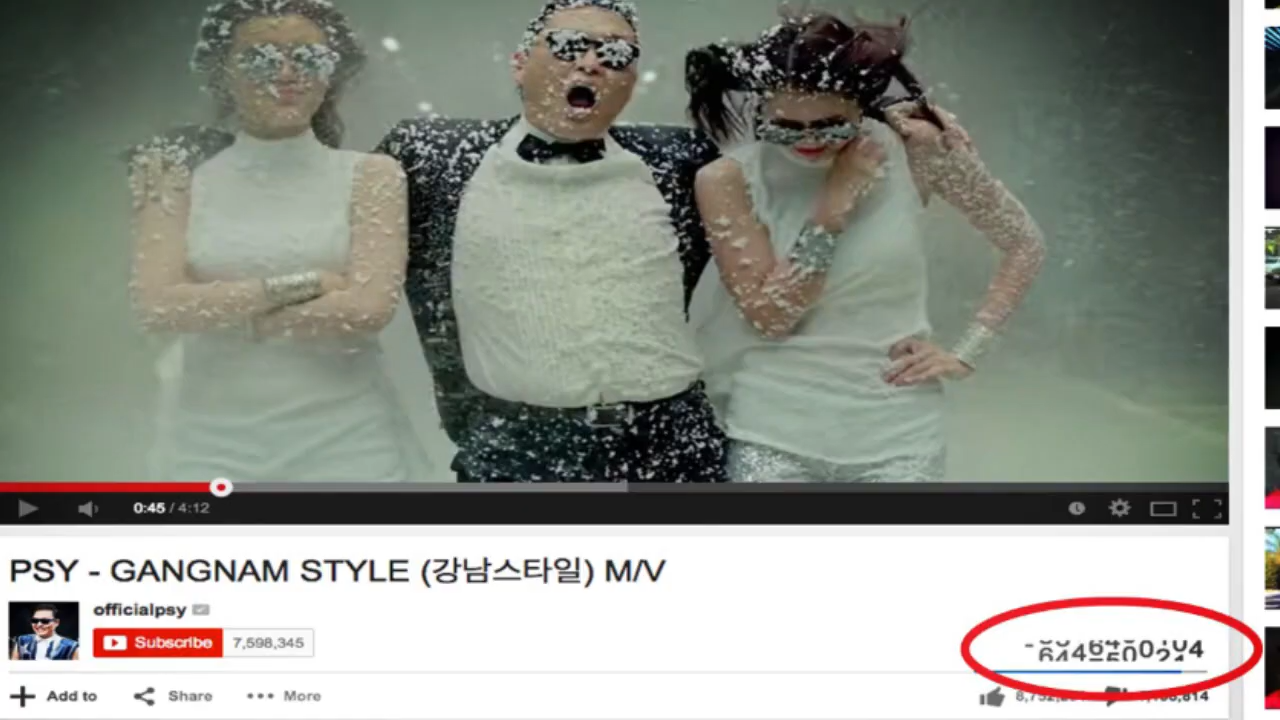 0:45 / 4:12
PSY - GANGNAM STYLE (강남스타일) M/V
officialpsy
Subscribe 7,598,345
Add to Share More